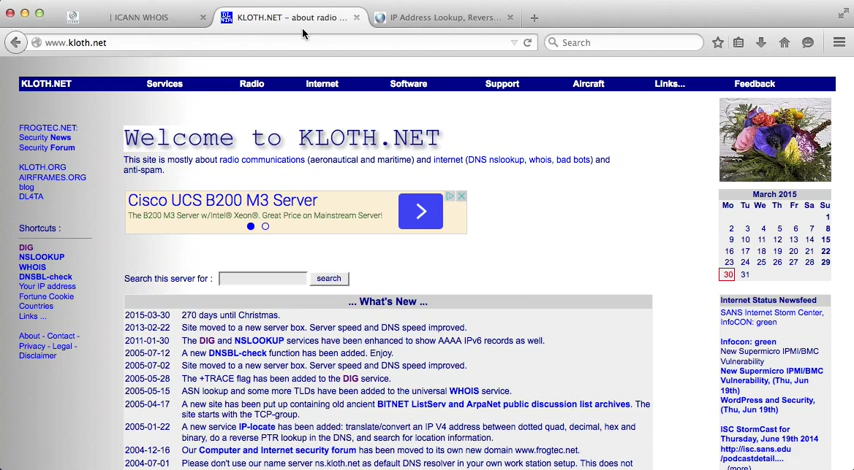 | ICANN WHOIS
KLOTH.NET – about radio ...
IP Address Lookup, Revers...
www.kloth.net
Search
KLOTH.NET Services Radio Internet Software Support Aircraft Links... Feedback
FROGTEC.NET:
Security News
Security Forum
KLOTH.ORG
AIRFRAMES.ORG
blog
DL4TA
Shortcuts :
DIG
NSLOOKUP
WHOIS
DNSBL-check
Your IP address
Fortune Cookie
Countries
Links ...
About - Contact -
Privacy - Legal -
Disclaimer
Welcome to KLOTH.NET
This site is mostly about radio communications (aeronautical and maritime) and internet (DNS nslookup, whois, bad bots) and
anti-spam.
Cisco UCS B200 M3 Server
The B200 M3 Server w/Intel® Xeon®. Great Price on Mainstream Server!
Search this server for : search
... What's New ...
2015-03-30 270 days until Christmas.
2013-02-22 Site moved to a new server box. Server speed and DNS speed improved.
2011-01-30 The DIG and NSLOOKUP services have been enhanced to show AAAA IPv6 records as well.
2005-07-12 A new DNSBL-check function has been added. Enjoy.
2005-07-02 Site moved to a new server box. Server speed and DNS speed improved.
2005-05-28 The +TRACE flag has been added to the DIG service.
2005-05-15 ASN lookup and some more TLDs have been added to the universal WHOIS service.
2005-04-17 A new site has been put up containing old ancient BITNET ListServ and ArpaNet public discussion list archives. The
site starts with the TCP-group.
2005-01-22 A new service IP-locate has been added: translate/convert an IP V4 address between dotted quad, decimal, hex and
binary, do a reverse PTR lookup in the DNS, and search for location information.
2004-12-16 Our Computer and Internet security forum has been moved to its own new domain www.frogtec.net.
2004-07-01 Please don't use our name server ns.kloth.net as default DNS resolver in your own work station setup. This does not
March 2015
Mo Tu We Th Fr Sa Su
1
2 3 4 5 6 7 8
9 10 11 12 13 14 15
16 17 18 19 20 21 22
23 24 25 26 27 28 29
30 31
Internet Status Newsfeed
SANS Internet Storm Center,
InfoCON: green
Infocon: green
New Supermicro IPMI/BMC
Vulnerability
New Supermicro IPMI/BMC
Vulnerability, (Thu, Jun
19th)
WordPress and Security,
(Thu, Jun 19th)
ISC StormCast for
Thursday, June 19th 2014
http://isc.sans.edu
/podcastdetail....
...(more)